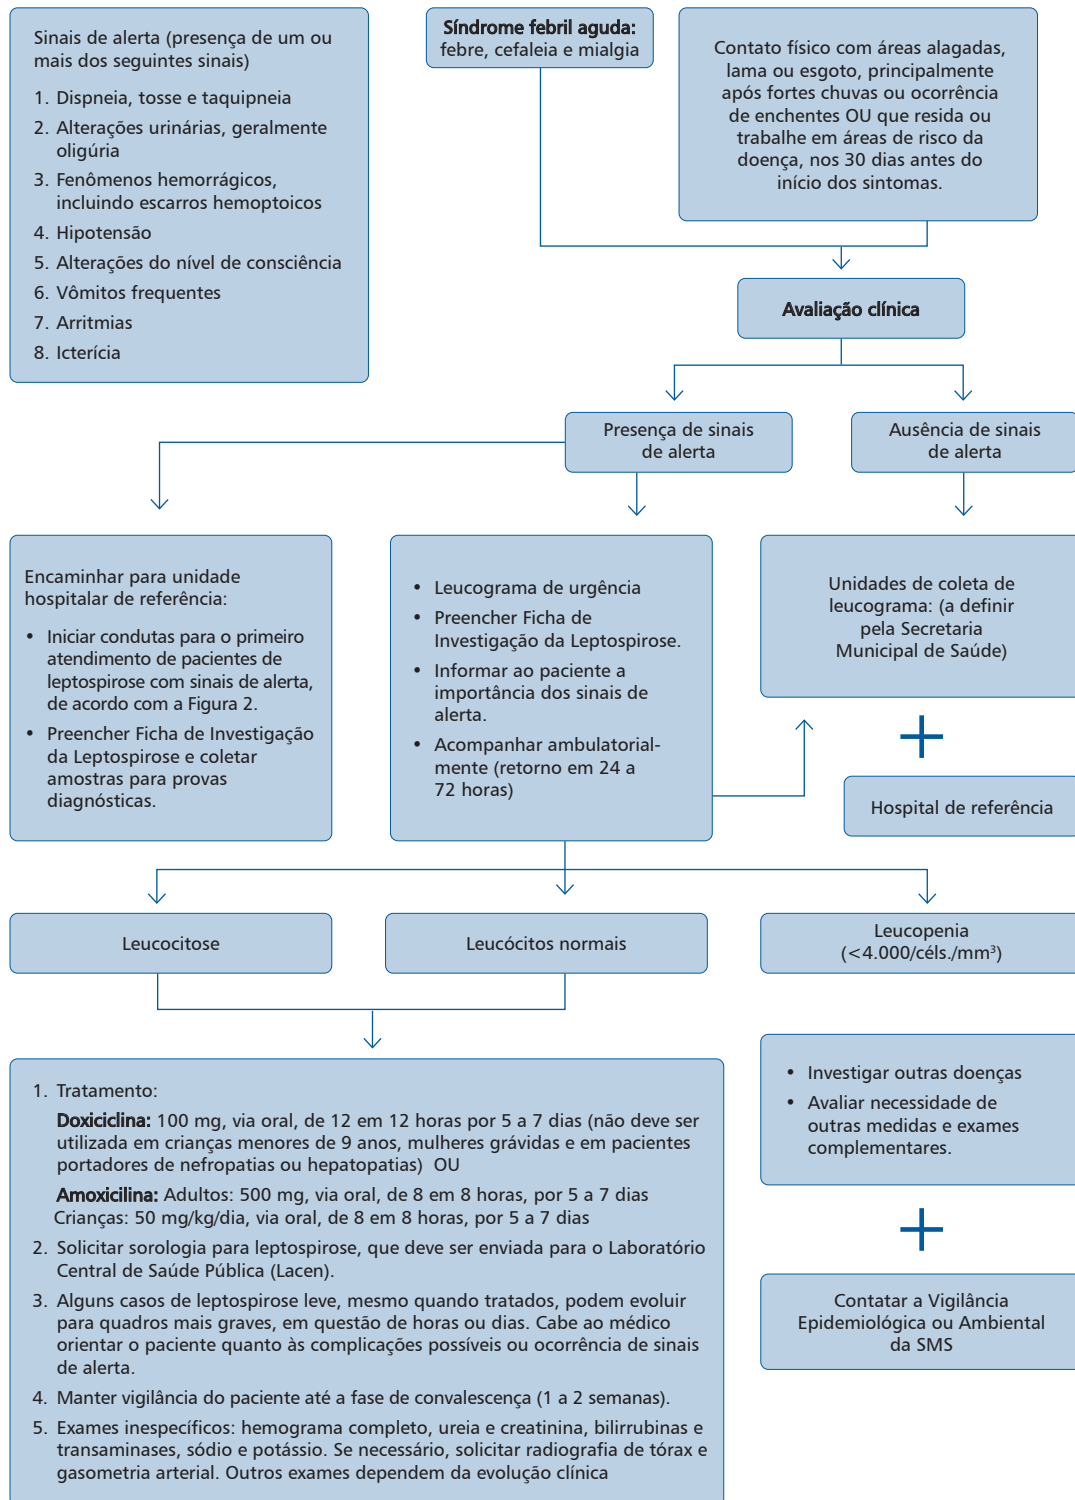 Sinais de alerta (presença de um ou
mais dos seguintes sinais)
1. Dispneia, tosse e taquipneia
2. Alterações urinárias, geralmente
oligúria
3. Fenômenos hemorrágicos,
incluindo escarros hemoptoicos
4. Hipotensão
5. Alterações do nível de consciência
6. Vômitos frequentes
7. Arritmias
8. Icterícia
Síndrome febril aguda:
febre, cefaleia e mialgia
Contato físico com áreas alagadas,
lama ou esgoto, principalmente
após fortes chuvas ou ocorrência
de enchentes OU que resida ou
trabalhe em áreas de risco da
doença, nos 30 dias antes do
início dos sintomas.
Avaliação clínica
Presença de sinais
de alerta
Ausência de sinais
de alerta
Encaminhar para unidade
hospitalar de referência:
• Iniciar condutas para o primeiro
atendimento de pacientes de
leptospirose com sinais de alerta,
de acordo com a Figura 2.
• Preencher Ficha de Investigação
da Leptospirose e coletar
amostras para provas
diagnósticas.
• Leucograma de urgência
• Preencher Ficha de
Investigação da Leptospirose.
• Informar ao paciente a
importância dos sinais de
alerta.
• Acompanhar ambulatorial-
mente (retorno em 24 a
72 horas)
Unidades de coleta de
leucograma: (a definir
pela Secretaria
Municipal de Saúde)
+
Hospital de referência
Leucocitose
Leucócitos normais
Leucopenia
(<4.000/céls./mm³)
1. Tratamento:
Doxiciclina: 100 mg, via oral, de 12 em 12 horas por 5 a 7 dias (não deve ser
utilizada em crianças menores de 9 anos, mulheres grávidas e em pacientes
portadores de nefropatias ou hepatopatias) OU
Amoxicilina: Adultos: 500 mg, via oral, de 8 em 8 horas, por 5 a 7 dias
Crianças: 50 mg/kg/dia, via oral, de 8 em 8 horas, por 5 a 7 dias
2. Solicitar sorologia para leptospirose, que deve ser enviada para o Laboratório
Central de Saúde Pública (Lacen).
3. Alguns casos de leptospirose leve, mesmo quando tratados, podem evoluir
para quadros mais graves, em questão de horas ou dias. Cabe ao médico
orientar o paciente quanto às complicações possíveis ou ocorrência de sinais
de alerta.
4. Manter vigilância do paciente até a fase de convalescença (1 a 2 semanas).
5. Exames inespecíficos: hemograma completo, ureia e creatinina, bilirrubinas e
transaminases, sódio e potássio. Se necessário, solicitar radiografia de tórax e
gasometria arterial. Outros exames dependem da evolução clínica
• Investigar outras doenças
• Avaliar necessidade de
outras medidas e exames
complementares.
+
Contatar a Vigilância
Epidemiológica ou Ambiental
da SMS